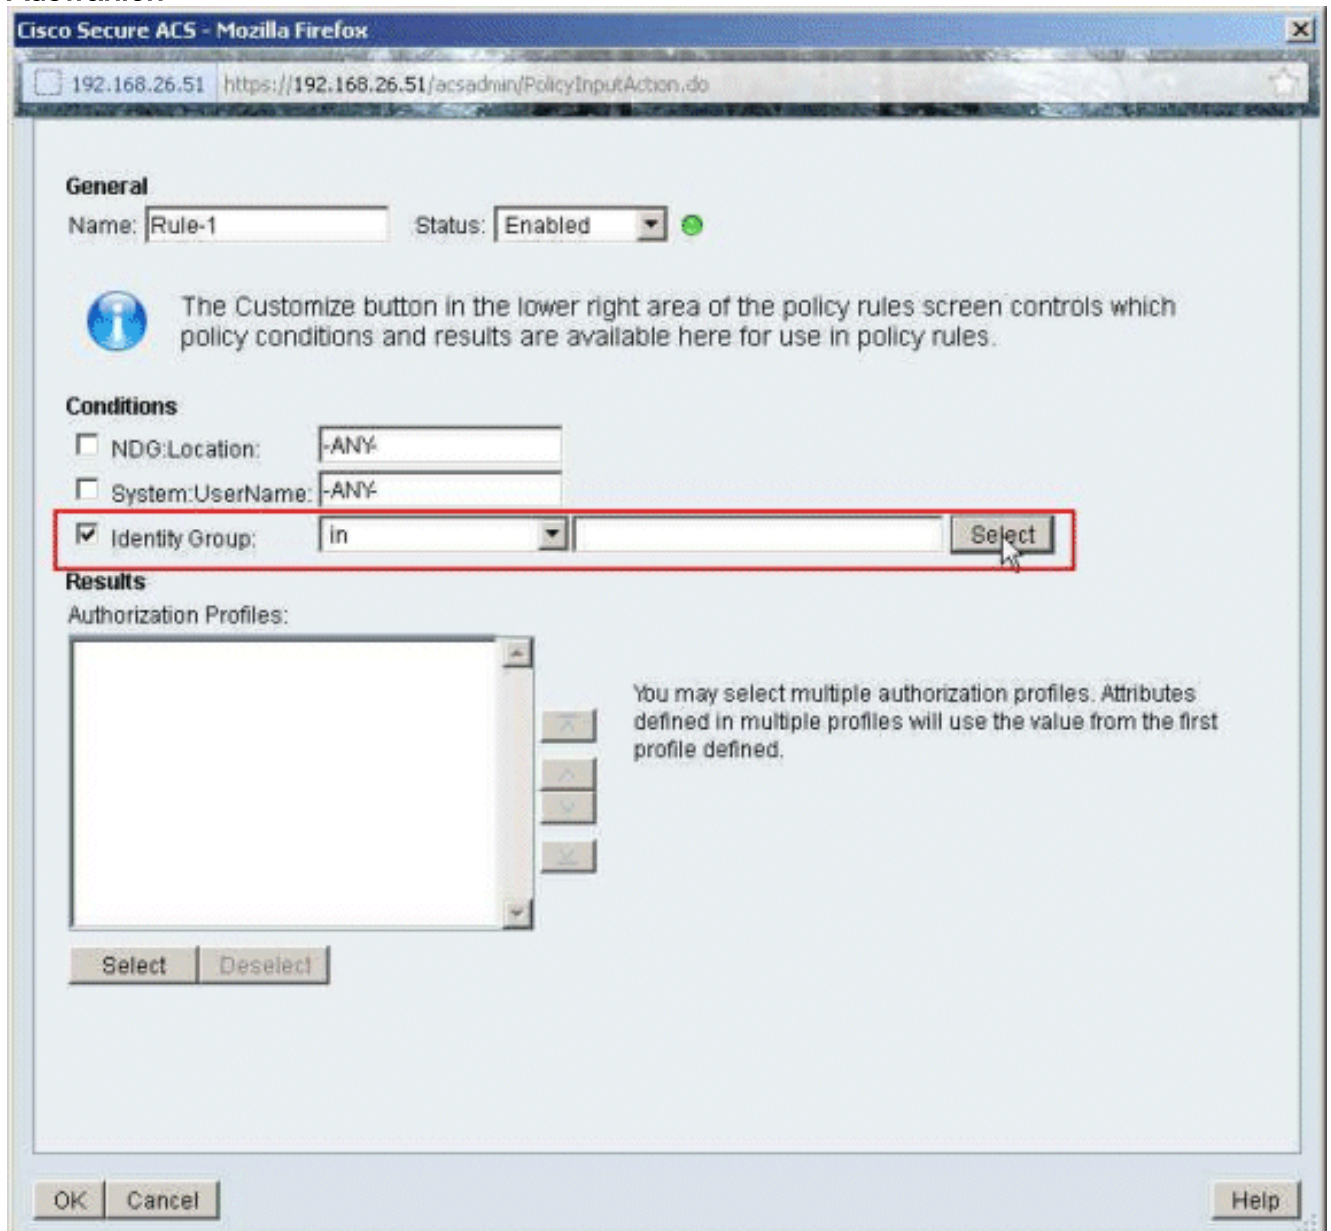 Cisco Secure ACS - Mozilla Firefox
192.168.26.51 https://192.168.26.51/acsadmin/PolicyInputAction.do
General
Name: Rule-1 Status: Enabled
The Customize button in the lower right area of the policy rules screen controls which
policy conditions and results are available here for use in policy rules.
Conditions
NDG:Location: -ANY-
System:UserName: -ANY-
Identity Group: in Select
Results
Authorization Profiles:
You may select multiple authorization profiles. Attributes
defined in multiple profiles will use the value from the first
profile defined.
Select Deselect
OK Cancel Help